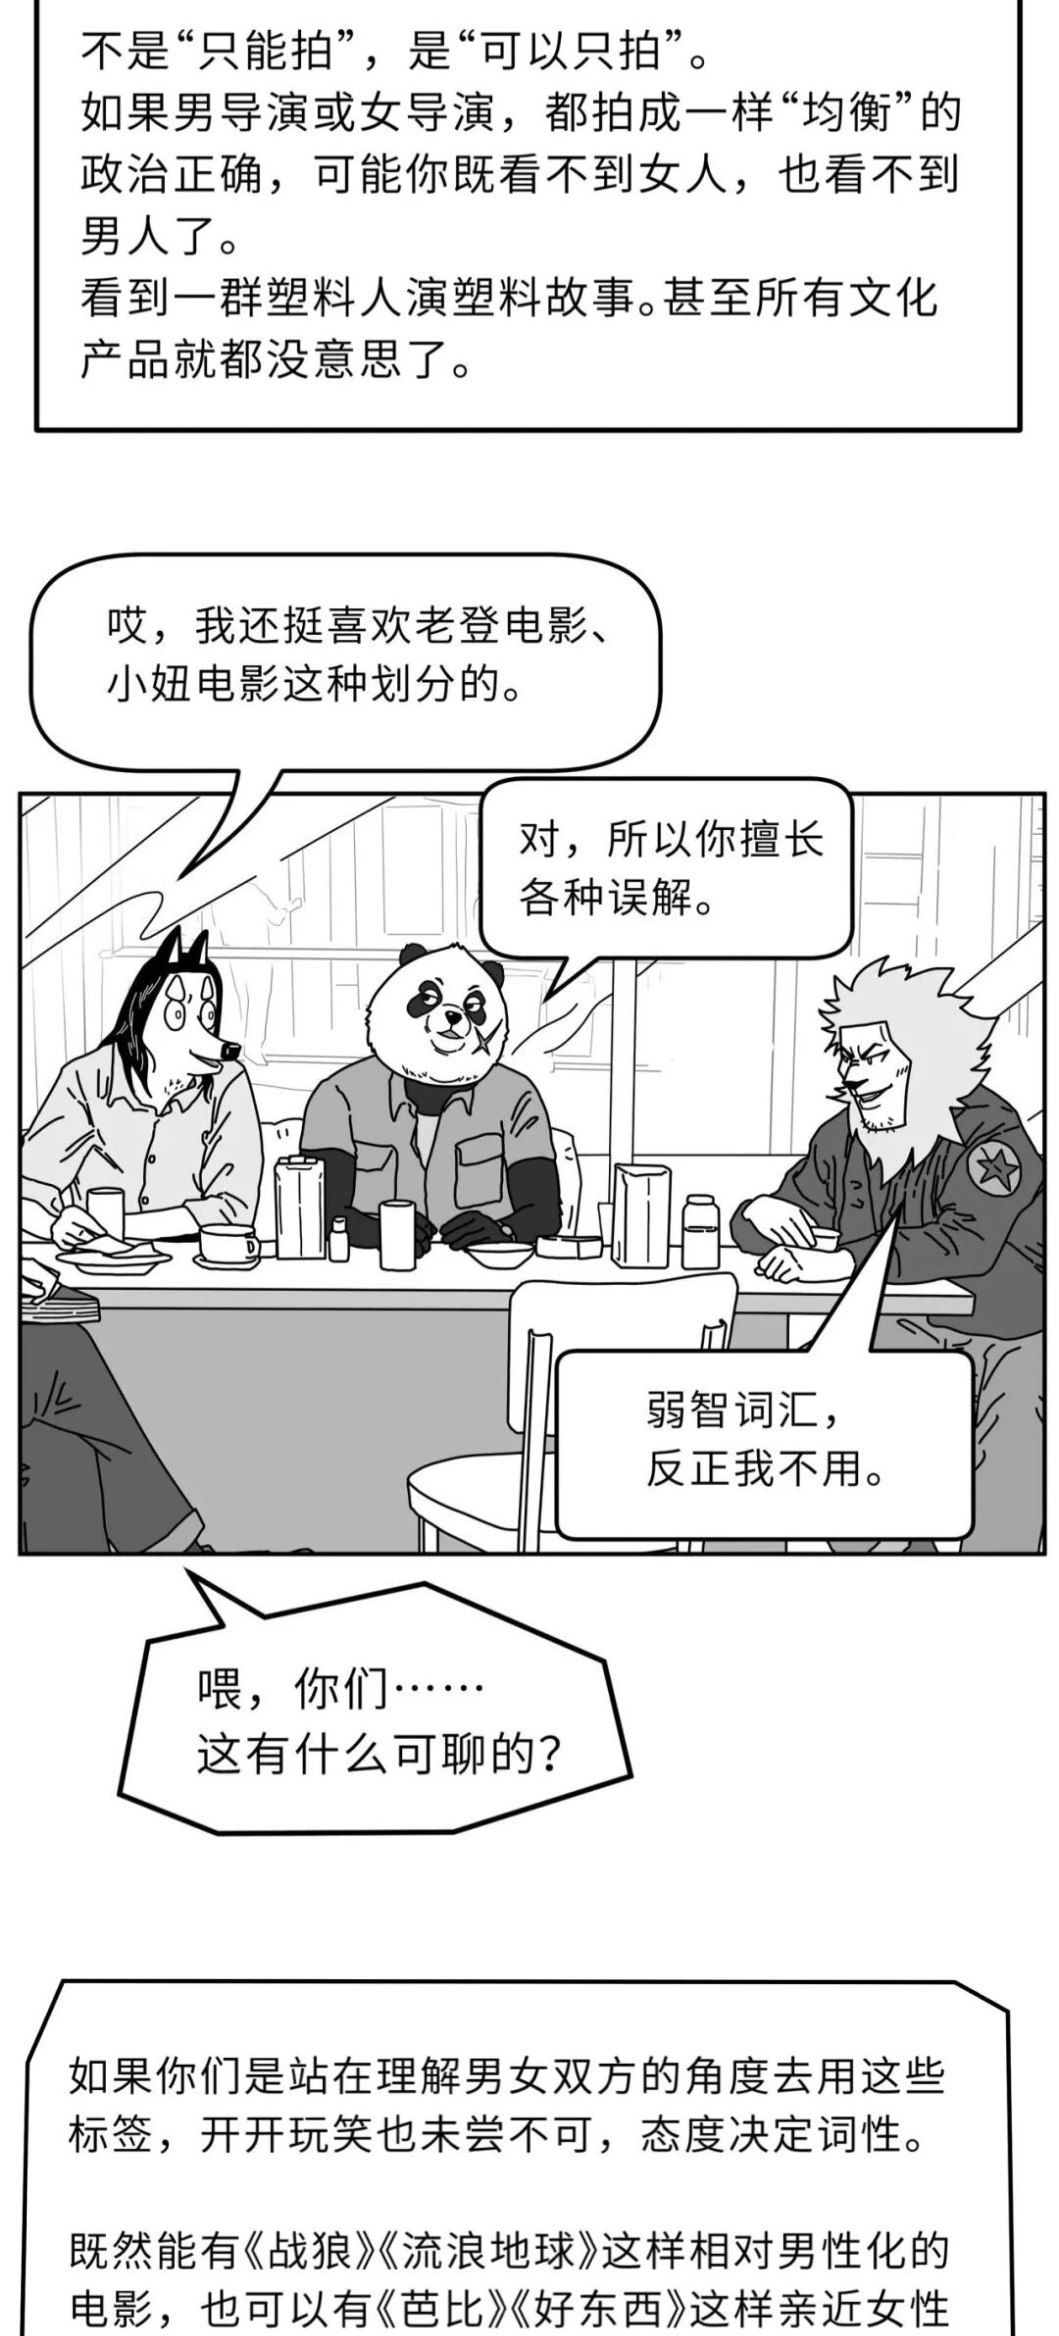 不是“只能拍”，是“可以只拍”。
如果男导演或女导演，都拍成一样“均衡”的
政治正确，可能你既看不到女人，也看不到
男人了。
看到一群塑料人演塑料故事。甚至所有文化
产品就都没意思了。
哎，我还挺喜欢老登电影、
小妞电影这种划分的。
对，所以你擅长
各种误解。
弱智词汇，
反正我不用。
喂，你们……
这有什么可聊的？
如果你们是站在理解男女双方的角度去用这些
标签，开开玩笑也未尝不可，态度决定词性。
既然能有《战狼》《流浪地球》这样相对男性化的
电影，也可以有《芭比》《好东西》这样亲近女性